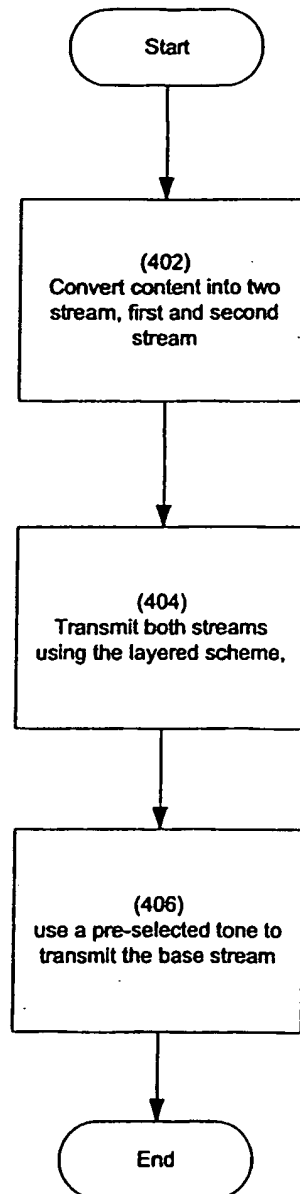 Start
(402)
Convert content into two
stream, first and second
stream
(404)
Transmit both streams
using the layered scheme,
(406)
use a pre-selected tone to
transmit the base stream
End